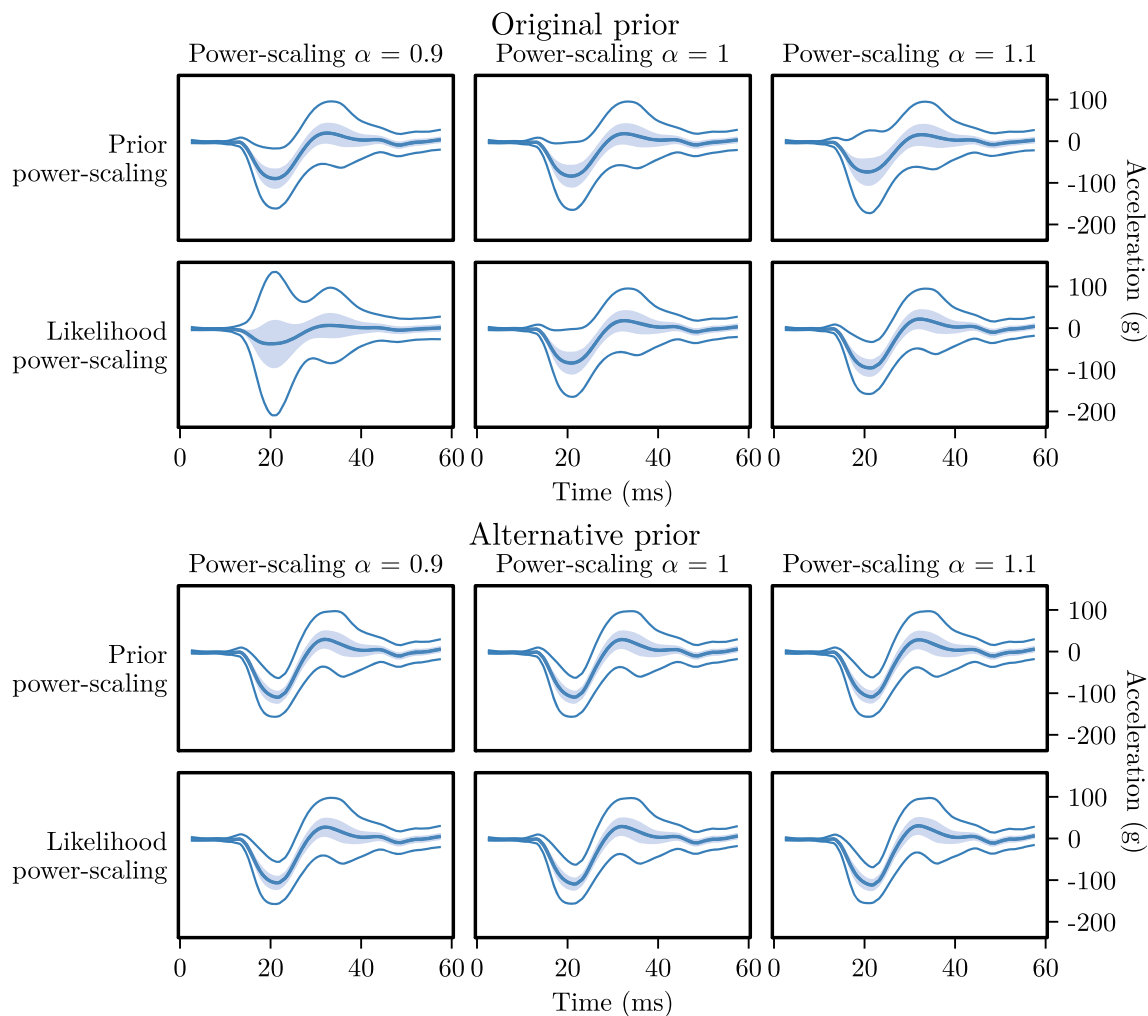 Original prior
Power-scaling α = 0.9
Power-scaling α = 1
Power-scaling α = 1.1
Prior
power-scaling
100
0
-100
-200
Likelihood
power-scaling
100
0
-100
-200
Acceleration (g)
0 20 40 60
0 20 40 60
0 20 40 60
Time (ms)
Alternative prior
Power-scaling α = 0.9
Power-scaling α = 1
Power-scaling α = 1.1
Prior
power-scaling
100
0
-100
-200
Likelihood
power-scaling
100
0
-100
-200
Acceleration (g)
0 20 40 60
0 20 40 60
0 20 40 60
Time (ms)